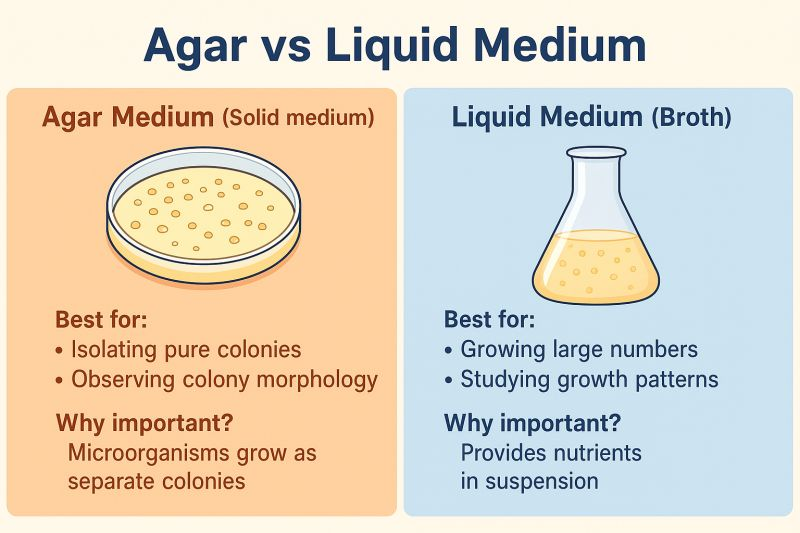 Agar vs Liquid Medium
Agar Medium (Solid medium)
Best for:
• Isolating pure colonies
• Observing colony morphology
Why important?
Microorganisms grow as
separate colonies
Liquid Medium (Broth)
Best for:
• Growing large numbers
• Studying growth patterns
Why important?
Provides nutrients
in suspension